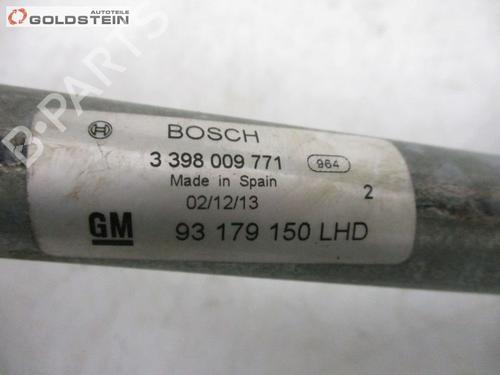 AUTOTEILE
GOLDSTEIN
B-PARTS
BOSCH
3 398 009 771 964
Made in Spain
02/12/13 2
GM 93 179 150 LHD